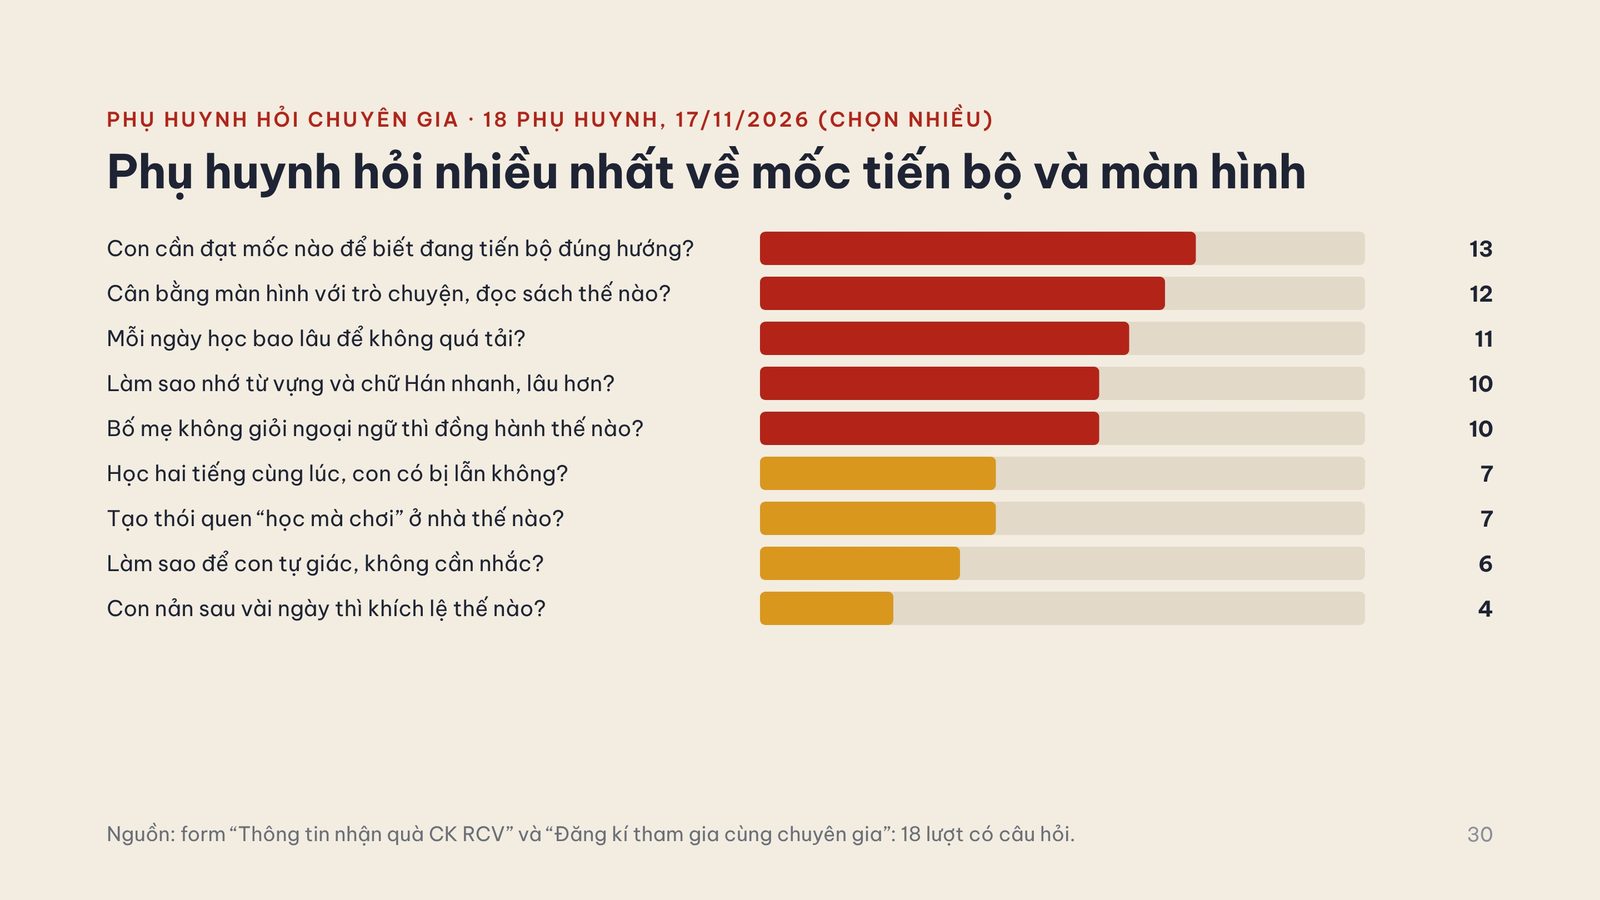 PHỤ HUYNH HỎI CHUYÊN GIA · 18 PHỤ HUYNH, 17/11/2026 (CHỌN NHIỀU)
Phụ huynh hỏi nhiều nhất về mốc tiến bộ và màn hình
Con cần đạt mốc nào để biết đang tiến bộ đúng hướng? 13
Cân bằng màn hình với trò chuyện, đọc sách thế nào? 12
Mỗi ngày học bao lâu để không quá tải? 11
Làm sao nhớ từ vựng và chữ Hán nhanh, lâu hơn? 10
Bố mẹ không giỏi ngoại ngữ thì đồng hành thế nào? 10
Học hai tiếng cùng lúc, con có bị lẫn không? 7
Tạo thói quen “học mà chơi” ở nhà thế nào? 7
Làm sao để con tự giác, không cần nhắc? 6
Con nản sau vài ngày thì khích lệ thế nào? 4
Nguồn: form “Thông tin nhận quà CK RCV” và “Đăng kí tham gia cùng chuyên gia”: 18 lượt có câu hỏi. 30